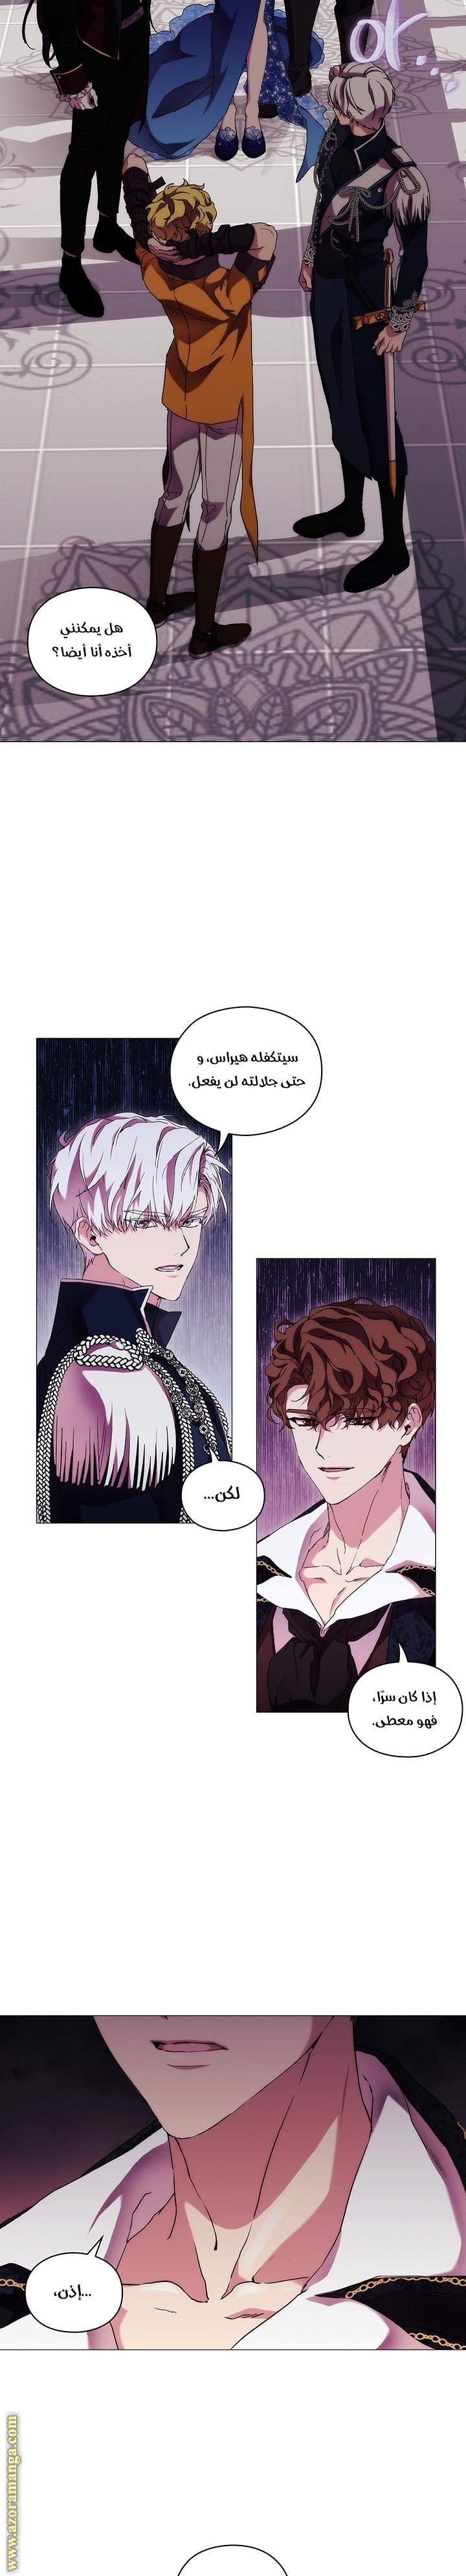 هل يمكنني
أخذه أنا أيضا؟
سيتكفله هيراس، و
حتى جلالته لن يفعل.
لكن...
إذا كان سرًا،
فهو معطى.
...إذن،
www.azoramanga.com